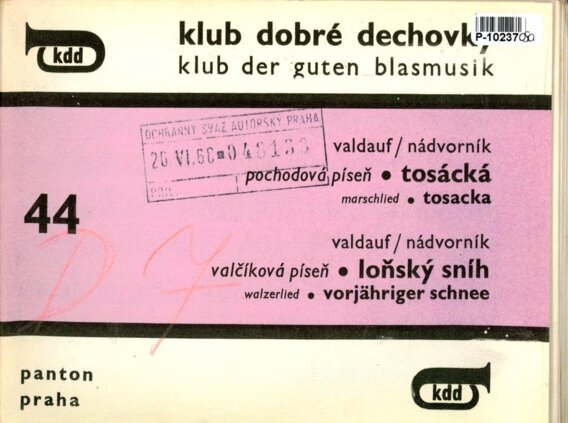 kdd
klub dobré dechovky
klub der guten blasmusik
P-10237
OCHRANNÝ SVAZ AUTORSKÝ PRAHA
valdauf / nádvorník
pochodová píseň • tosácká
marschlied • tosacka
44
valdauf / nádvorník
valčíková píseň • loňský sníh
walzerlied • vorjähriger schnee
panton
praha
kdd